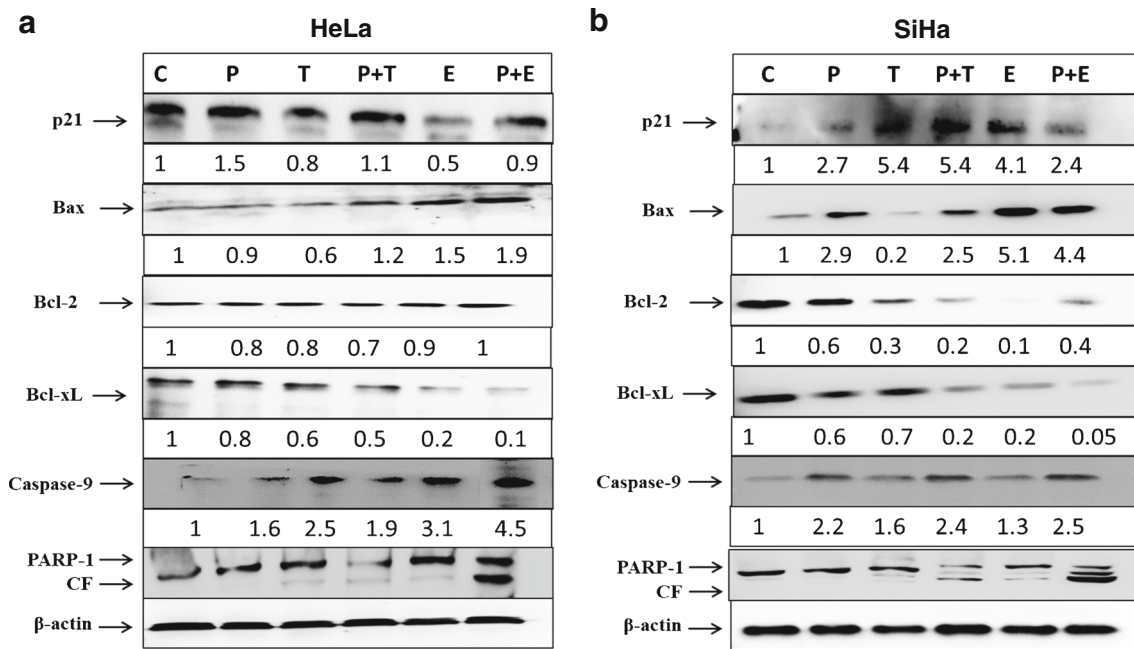 a
HeLa
C P T P+T E P+E
p21
1 1.5 0.8 1.1 0.5 0.9
Bax
1 0.9 0.6 1.2 1.5 1.9
Bcl-2
1 0.8 0.8 0.7 0.9 1
Bcl-xL
1 0.8 0.6 0.5 0.2 0.1
Caspase-9
1 1.6 2.5 1.9 3.1 4.5
PARP-1
CF
β-actin
b
SiHa
C P T P+T E P+E
p21
1 2.7 5.4 5.4 4.1 2.4
Bax
1 2.9 0.2 2.5 5.1 4.4
Bcl-2
1 0.6 0.3 0.2 0.1 0.4
Bcl-xL
1 0.6 0.7 0.2 0.2 0.05
Caspase-9
1 2.2 1.6 2.4 1.3 2.5
PARP-1
CF
β-actin